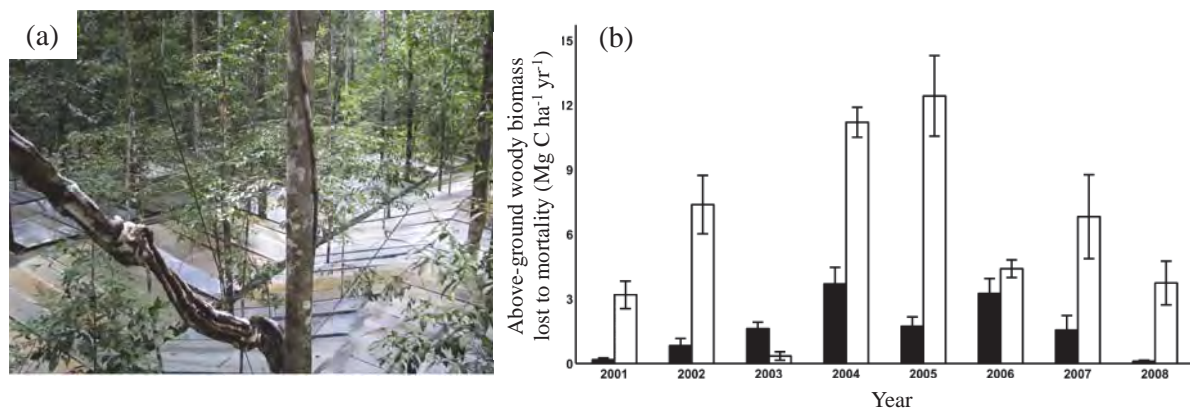 (a)
(b)
Above-ground woody biomass
lost to mortality (Mg C ha⁻¹ yr⁻¹)
15
12
9
6
3
0
2001 2002 2003 2004 2005 2006 2007 2008
Year